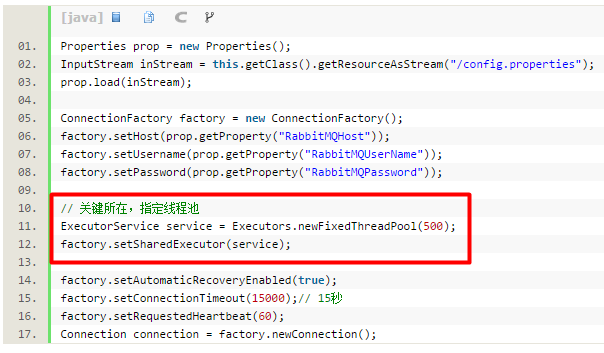 [java]
01. Properties prop = new Properties();
02. InputStream inStream = this.getClass().getResourceAsStream("/config.properties");
03. prop.load(inStream);
04.
05. ConnectionFactory factory = new ConnectionFactory();
06. factory.setHost(prop.getProperty("RabbitMQHost"));
07. factory.setUsername(prop.getProperty("RabbitMQUserName"));
08. factory.setPassword(prop.getProperty("RabbitMQPassword"));
09.
10. // 关键所在，指定线程池
11. ExecutorService service = Executors.newFixedThreadPool(500);
12. factory.setSharedExecutor(service);
13.
14. factory.setAutomaticRecoveryEnabled(true);
15. factory.setConnectionTimeout(15000);// 15秒
16. factory.setRequestedHeartbeat(60);
17. Connection connection = factory.newConnection();